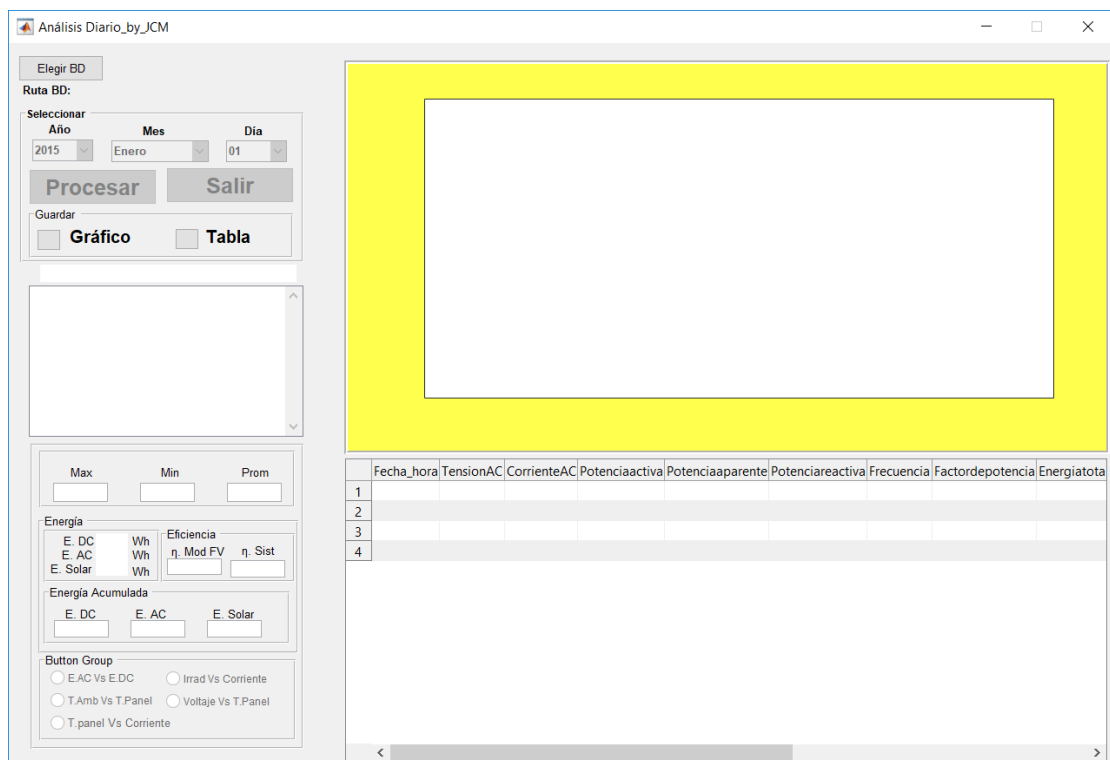 Análisis Diario_by_JCM
Elegir BD
Ruta BD:
Seleccionar
Año Mes Día
2015 Enero 01
Procesar Salir
Guardar
Gráfico Tabla
Max Min Prom
Energía
E. DC Wh
E. AC Wh
E. Solar Wh
Eficiencia
η. Mod FV η. Sist
Energía Acumulada
E. DC E. AC E. Solar
Button Group
E.AC Vs E.DC Irrad Vs Corriente
T.Amb Vs T.Panel Voltaje Vs T.Panel
T.panel Vs Corriente
Fecha_hora TensionAC CorrienteAC Potenciaactiva Potenciaaparente Potenciareactiva Frecuencia Factordepotencia Energiatota
1
2
3
4